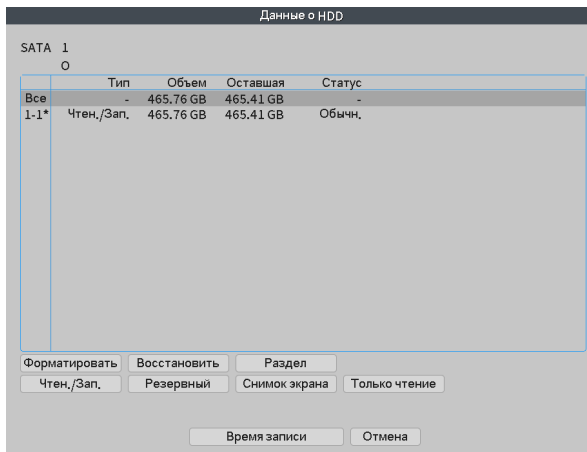 Данные о HDD
SATA 1
O
Тип Объем Оставшая Статус
Все - 465.76 GB 465.41 GB -
1-1* Чтен./Зап. 465.76 GB 465.41 GB Обычн.
Форматировать Восстановить Раздел
Чтен./Зап. Резервный Снимок экрана Только чтение
Время записи Отмена